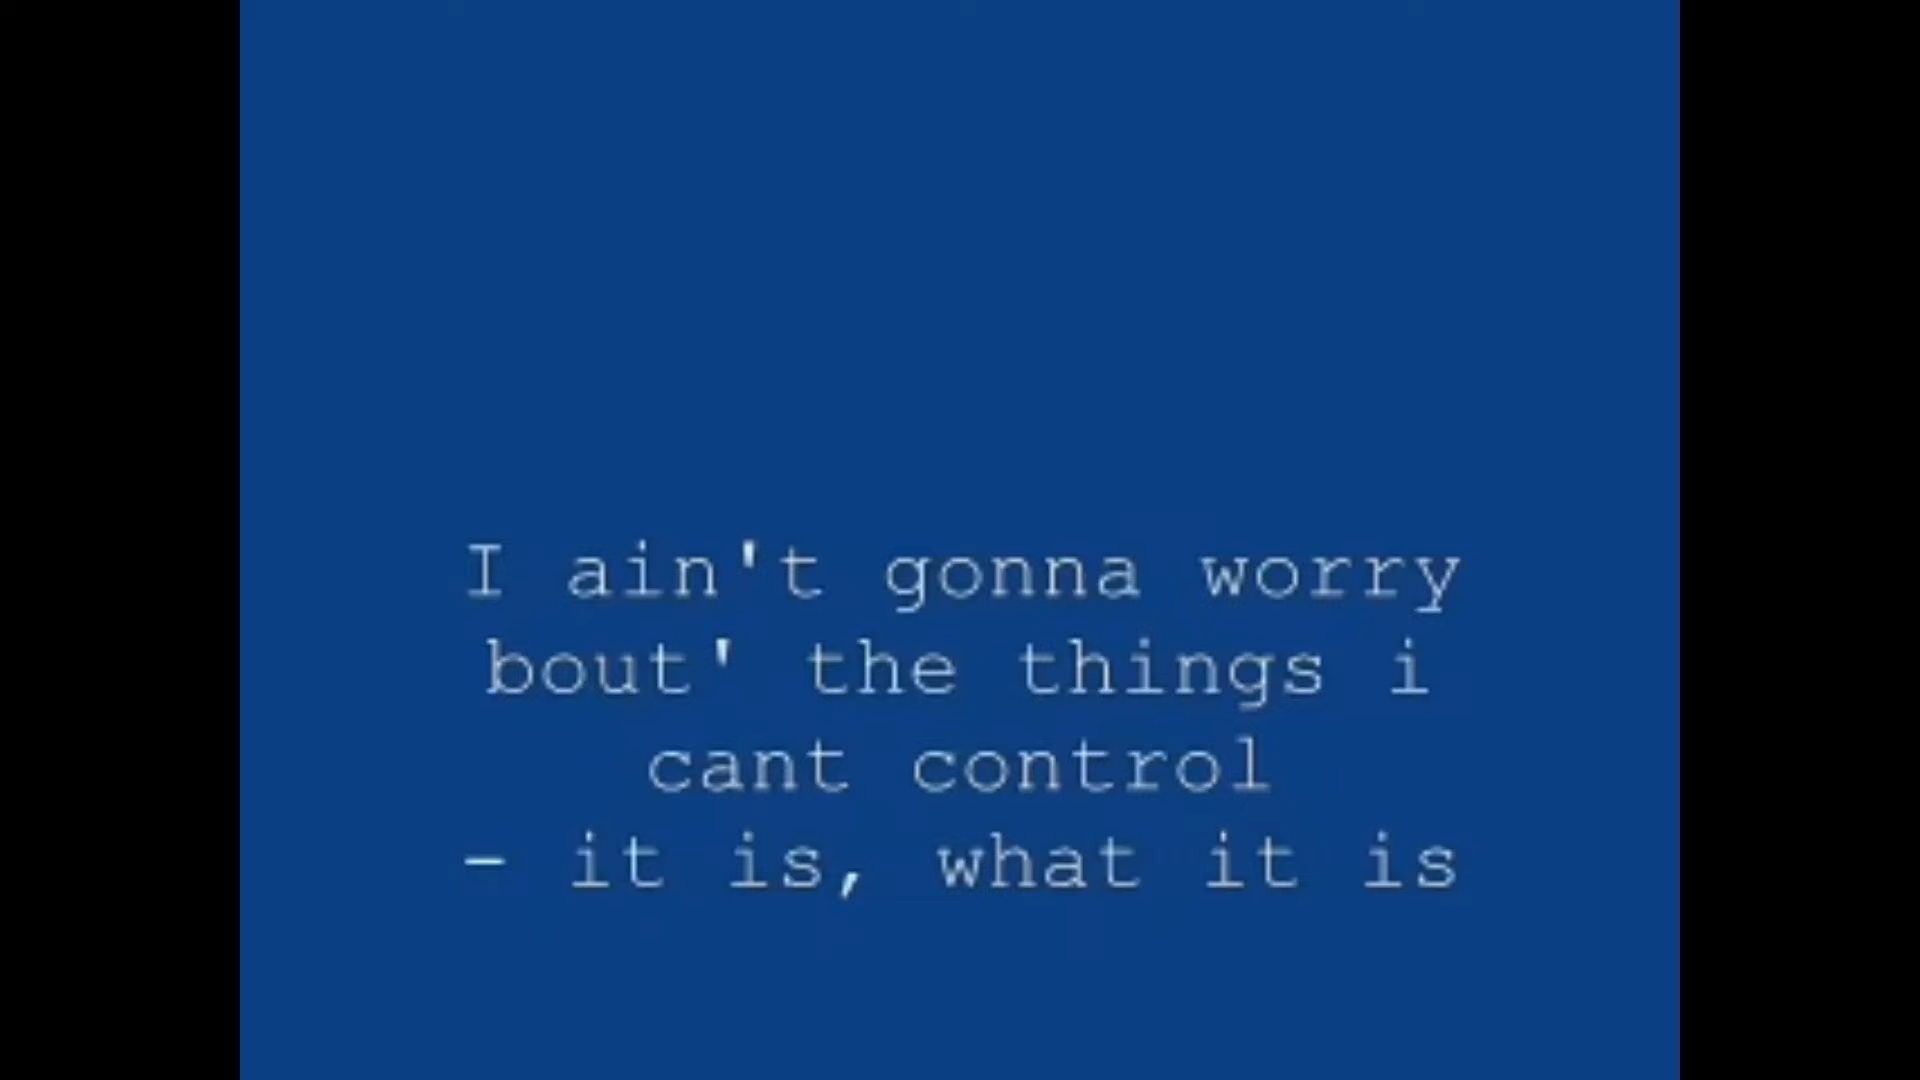 I ain't gonna worry
bout' the things i
cant control
- it is, what it is